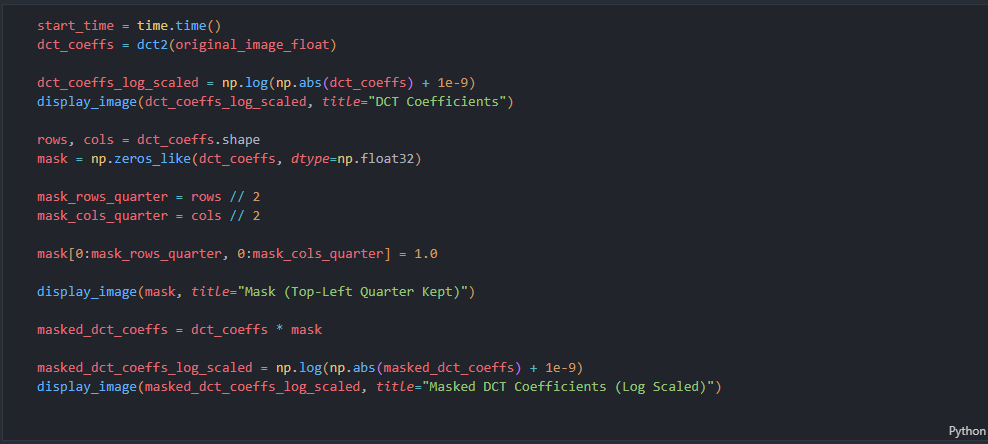 start_time = time.time()
dct_coeffs = dct2(original_image_float)
dct_coeffs_log_scaled = np.log(np.abs(dct_coeffs) + 1e-9)
display_image(dct_coeffs_log_scaled, title="DCT Coefficients")
rows, cols = dct_coeffs.shape
mask = np.zeros_like(dct_coeffs, dtype=np.float32)
mask_rows_quarter = rows // 2
mask_cols_quarter = cols // 2
mask[0:mask_rows_quarter, 0:mask_cols_quarter] = 1.0
display_image(mask, title="Mask (Top-Left Quarter Kept)")
masked_dct_coeffs = dct_coeffs * mask
masked_dct_coeffs_log_scaled = np.log(np.abs(masked_dct_coeffs) + 1e-9)
display_image(masked_dct_coeffs_log_scaled, title="Masked DCT Coefficients (Log Scaled)")
Python